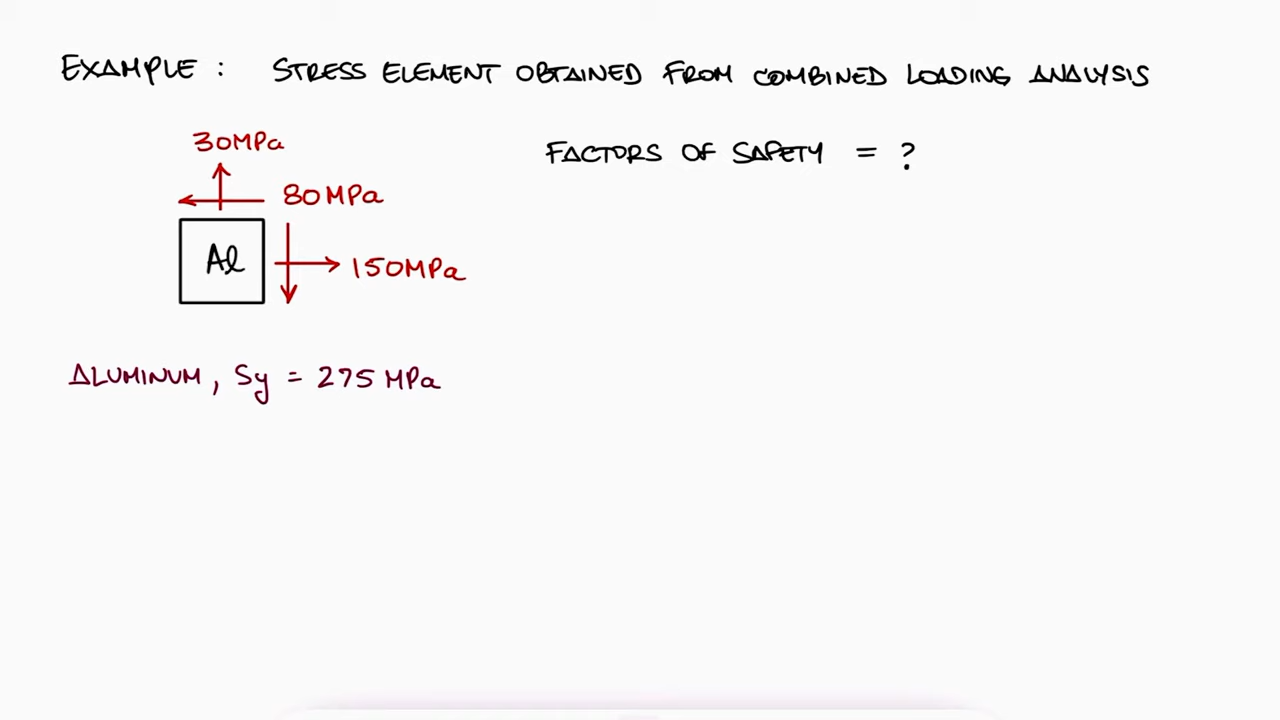 EXAMPLE : STRESS ELEMENT OBTAINED FROM COMBINED LOADING ANALYSIS
30MPa
FACTORS OF SAFETY = ?
80MPa
Al
150MPa
ALUMINUM, Sy = 275 MPa